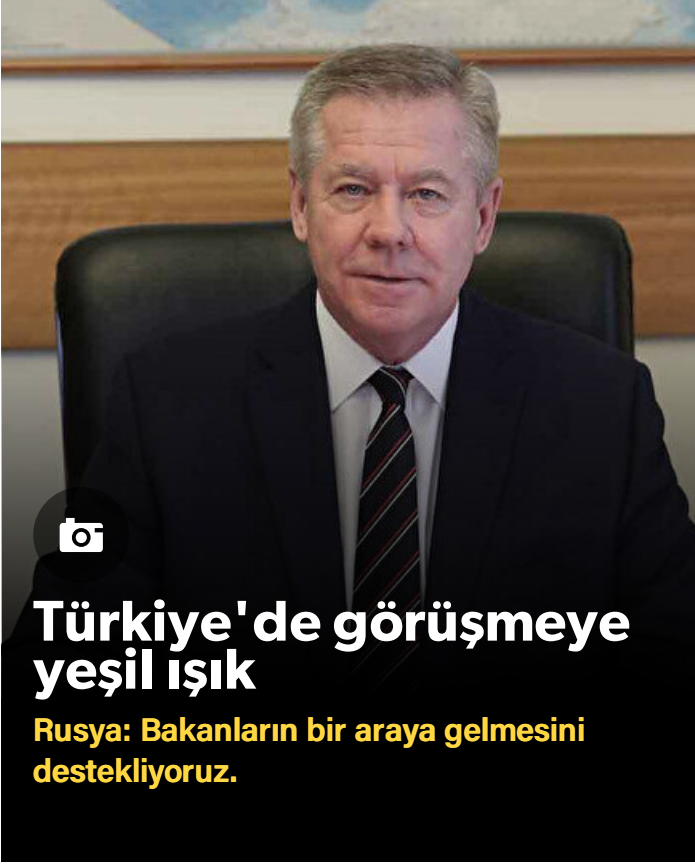 Türkiye'de görüşmeye
yeşil ışık
Rusya: Bakanların bir araya gelmesini
destekliyoruz.